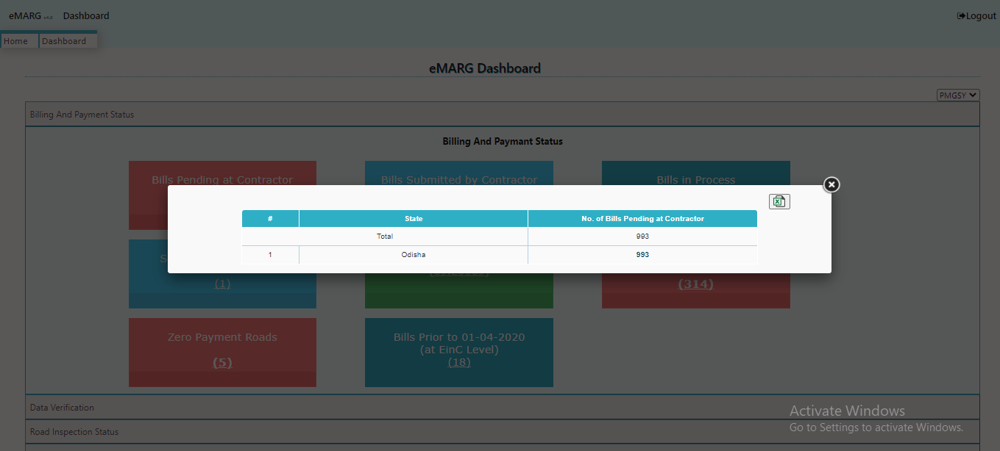 eMARG v4.0 Dashboard
Logout
Home
Dashboard
eMARG Dashboard
PMGSY
Billing And Payment Status
Billing And Paymant Status
Bills Pending at Contractor
Bills Submitted by Contractor
Bills in Process
# State No. of Bills Pending at Contractor
Total 993
1 Odisha 993
(1)
(314)
Zero Payment Roads
(5)
Bills Prior to 01-04-2020
(at EinC Level)
(18)
Data Verification
Road Inspection Status
Activate Windows
Go to Settings to activate Windows.